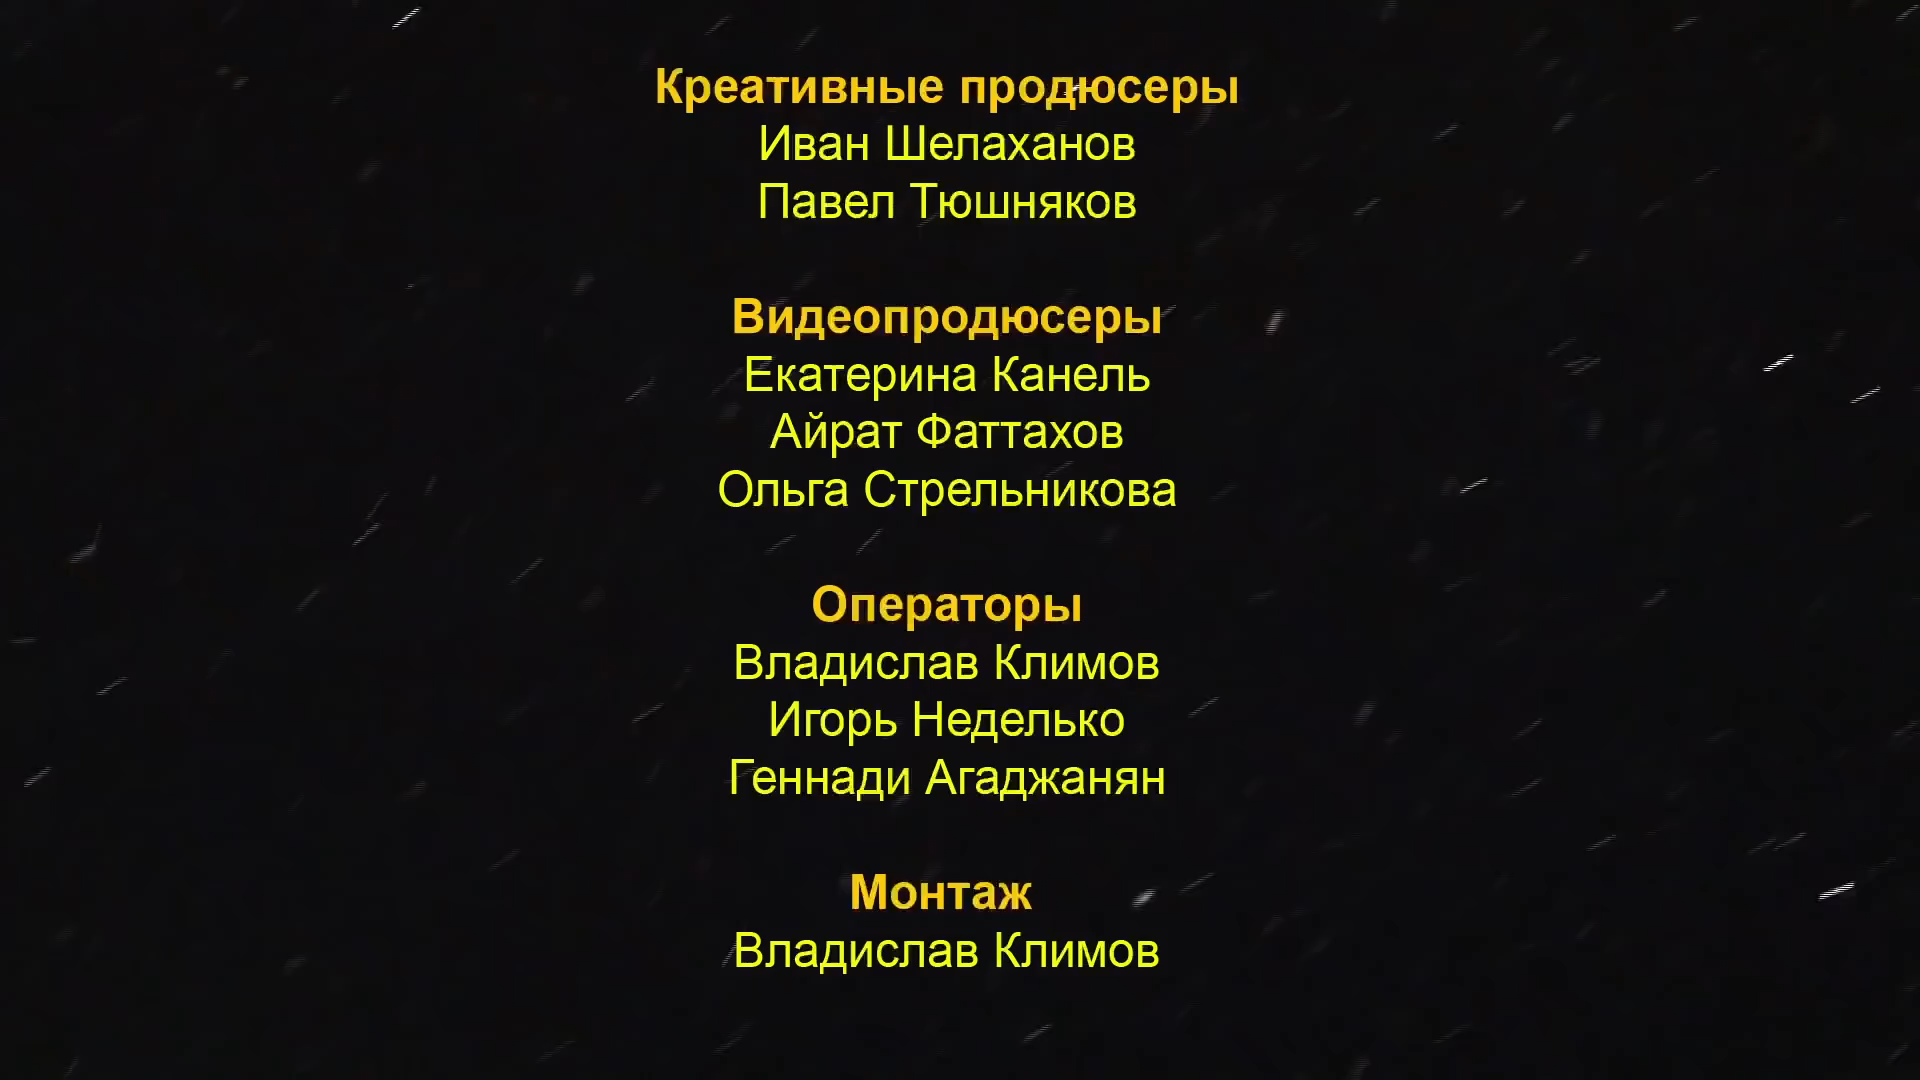 Креативные продюсеры
Иван Шелаханов
Павел Тюшняков
Видеопродюсеры
Екатерина Канель
Айрат Фаттахов
Ольга Стрельникова
Операторы
Владислав Климов
Игорь Неделько
Геннади Агаджанян
Монтаж
Владислав Климов